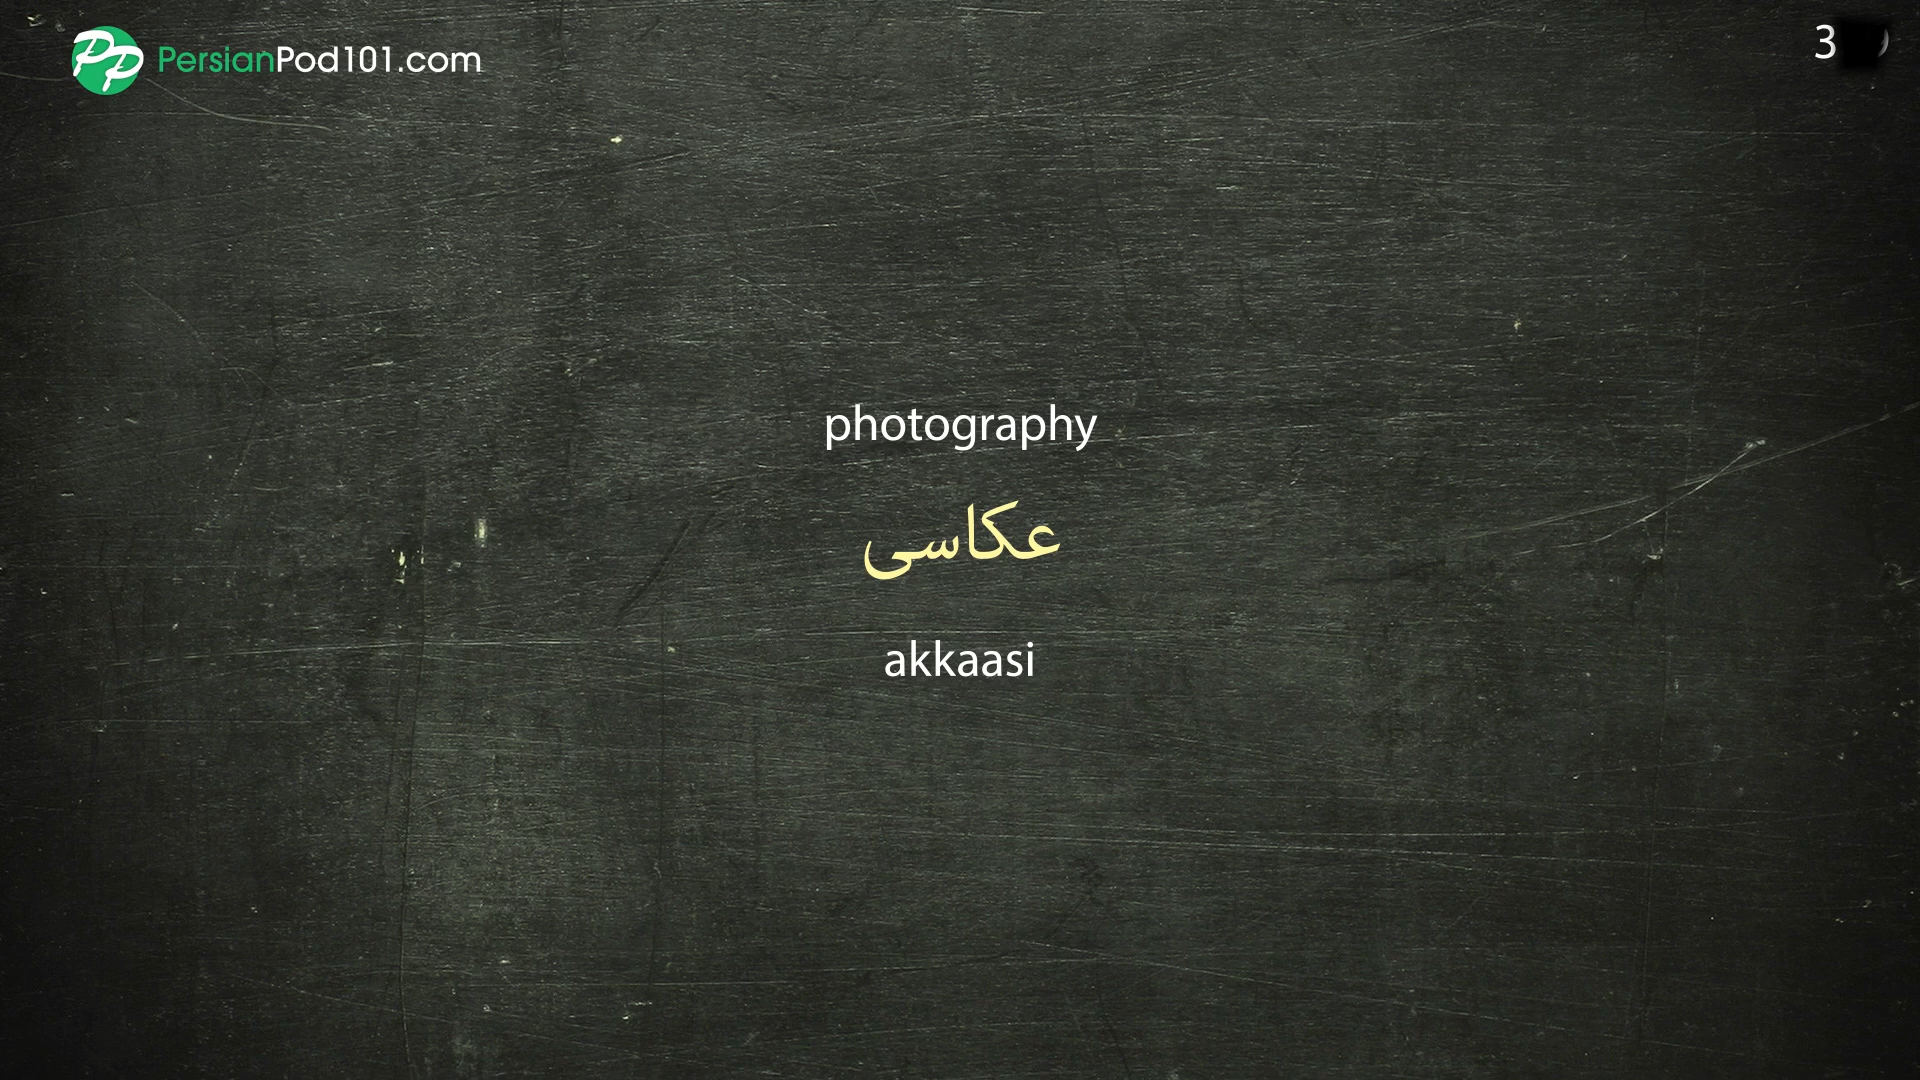 PersianPod101.com
3
photography
عکاسی
akkaasi